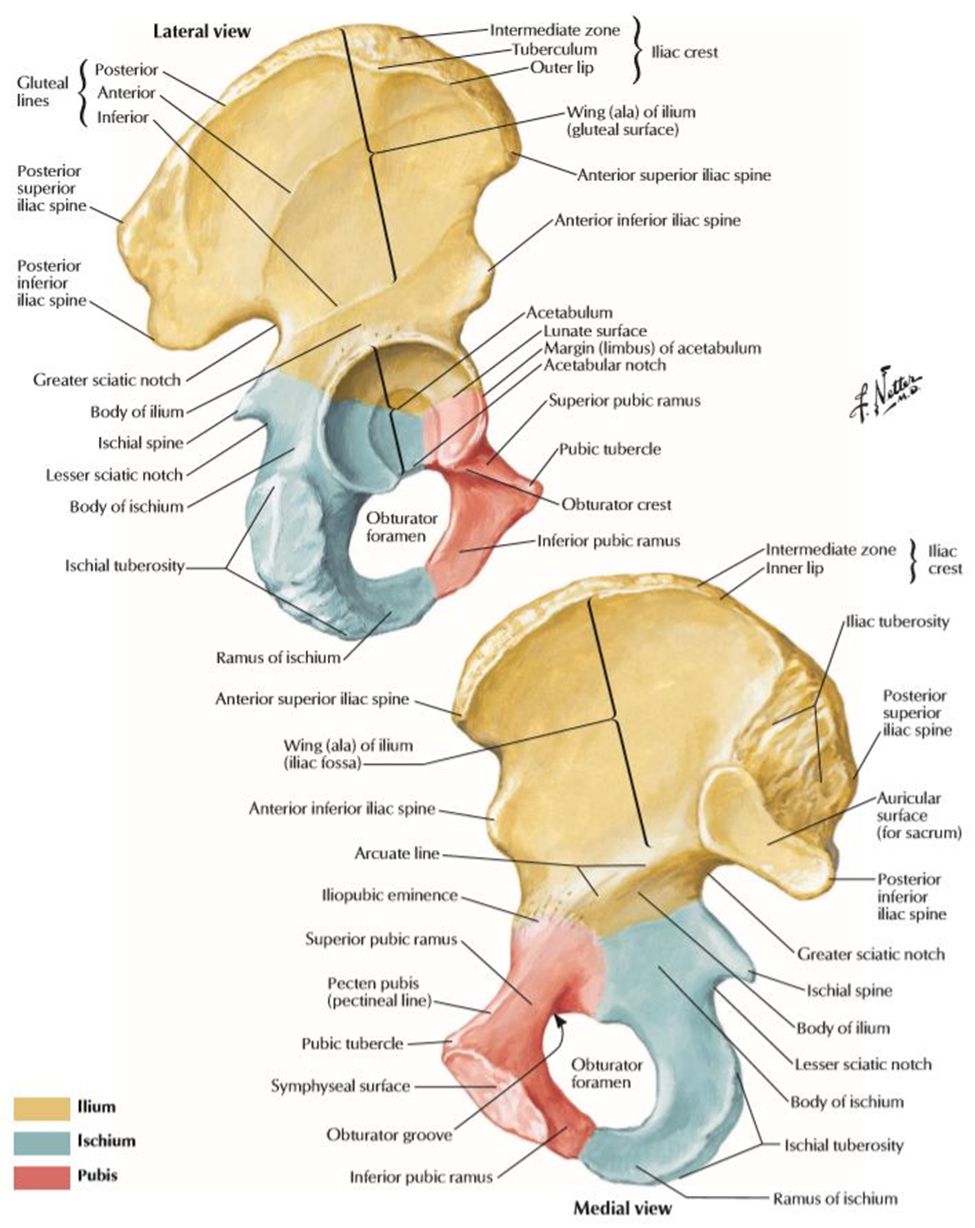 Lateral view
Intermediate zone
Tuberculum
Outer lip
Iliac crest
Gluteal
lines
Posterior
Anterior
Inferior
Wing (ala) of ilium
(gluteal surface)
Posterior
superior
iliac spine
Anterior superior iliac spine
Anterior inferior iliac spine
Posterior
inferior
iliac spine
Acetabulum
Lunate surface
Margin (limbus) of acetabulum
Acetabular notch
Greater sciatic notch
Body of ilium
Superior pubic ramus
Ischial spine
Pubic tubercle
Lesser sciatic notch
Body of ischium
Obturator crest
Obturator
foramen
Inferior pubic ramus
Ischial tuberosity
Ramus of ischium
F. Netter
M.D.
Intermediate zone
Inner lip
Iliac
crest
Iliac tuberosity
Anterior superior iliac spine
Posterior
superior
iliac spine
Wing (ala) of ilium
(iliac fossa)
Anterior inferior iliac spine
Auricular
surface
(for sacrum)
Arcuate line
Iliopubic eminence
Posterior
inferior
iliac spine
Superior pubic ramus
Greater sciatic notch
Pecten pubis
(pectineal line)
Ischial spine
Body of ilium
Pubic tubercle
Lesser sciatic notch
Obturator
foramen
Symphyseal surface
Body of ischium
Obturator groove
Ischial tuberosity
Inferior pubic ramus
Ramus of ischium
Medial view
Ilium
Ischium
Pubis